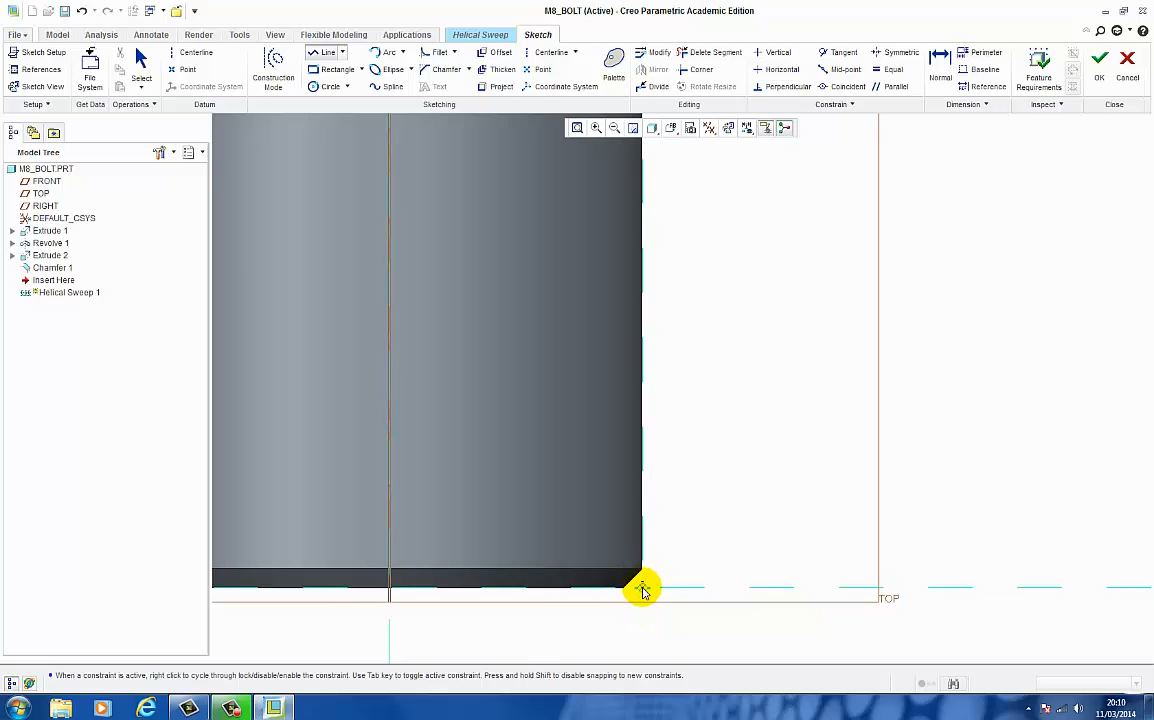 M8_BOLT (Active) - Creo Parametric Academic Edition
File Model Analysis Annotate Render Tools View Flexible Modeling Applications Helical Sweep Sketch
Sketch Setup
References
Sketch View
Setup
File System
Get Data
Select
Operations
Centerline
Point
Coordinate System
Datum
Construction Mode
Line
Rectangle
Circle
Arc
Ellipse
Spline
Fillet
Chamfer
Text
Offset
Thicken
Project
Centerline
Point
Coordinate System
Palette
Sketching
Modify
Mirror
Divide
Delete Segment
Corner
Rotate Resize
Editing
Vertical
Horizontal
Perpendicular
Tangent
Mid-point
Coincident
Symmetric
Equal
Parallel
Constrain
Normal
Perimeter
Baseline
Reference
Dimension
Feature Requirements
Inspect
OK
Cancel
Close
Model Tree
M8_BOLT.PRT
FRONT
TOP
RIGHT
DEFAULT_CSYS
Extrude 1
Revolve 1
Extrude 2
Chamfer 1
Insert Here
Helical Sweep 1
TOP
When a constraint is active, right click to cycle through lock/disable/enable the constraint. Use Tab key to toggle active constraint. Press and hold Shift to disable snapping to new constraints.
20:10
11/03/2014